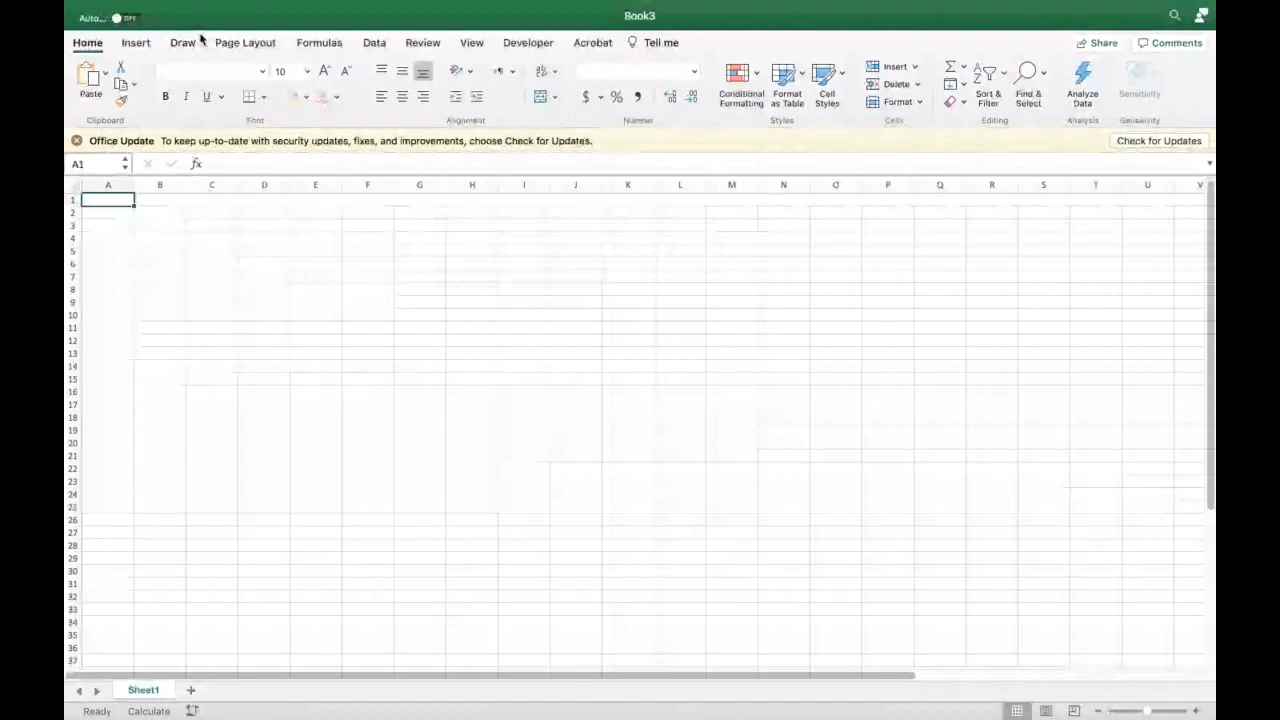 Auto... OFF
Book3
Home Insert Draw Page Layout Formulas Data Review View Developer Acrobat Tell me Share Comments
10
Paste
B I U
$ %
Conditional Formatting
Format as Table
Cell Styles
Insert
Delete
Format
Sort & Filter
Find & Select
Analyze Data
Sensitivity
Clipboard Font Alignment Number Styles Cells Editing Analysis Sensitivity
Office Update To keep up-to-date with security updates, fixes, and improvements, choose Check for Updates. Check for Updates
A1 fx
A B C D E F G H I J K L M N O P Q R S T U V
1
2
3
4
5
6
7
8
9
10
11
12
13
14
15
16
17
18
19
20
21
22
23
24
25
26
27
28
29
30
31
32
33
34
35
36
37
Sheet1
Ready Calculate